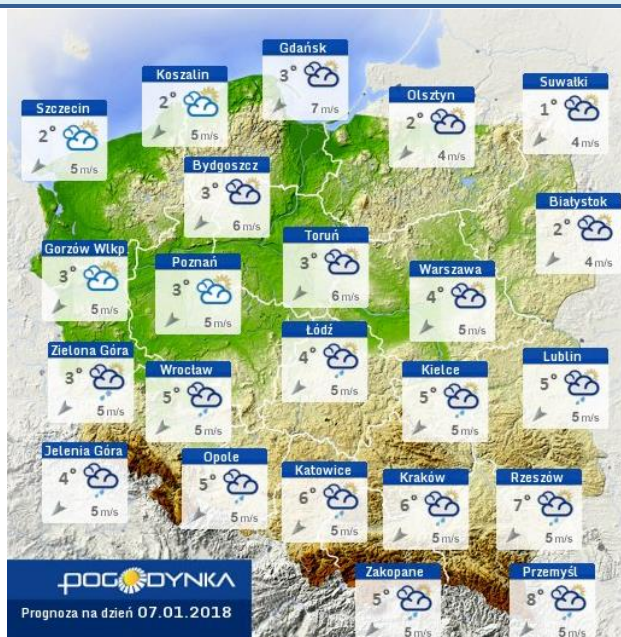 Gdańsk
3°
7 m/s
Koszalin
2°
5 m/s
Suwałki
1°
4 m/s
Olsztyn
2°
4 m/s
Szczecin
2°
5 m/s
Bydgoszcz
3°
6 m/s
Białystok
2°
4 m/s
Toruń
3°
6 m/s
Gorzów Wlkp
3°
5 m/s
Poznań
3°
5 m/s
Warszawa
4°
5 m/s
Łódź
4°
5 m/s
Zielona Góra
3°
5 m/s
Lublin
5°
5 m/s
Wrocław
5°
5 m/s
Kielce
5°
5 m/s
Jelenia Góra
4°
5 m/s
Opole
5°
5 m/s
Katowice
6°
5 m/s
Kraków
6°
5 m/s
Rzeszów
7°
5 m/s
Zakopane
5°
5 m/s
Przemyśl
8°
5 m/s
POGODYNKA
Prognoza na dzień 07.01.2018